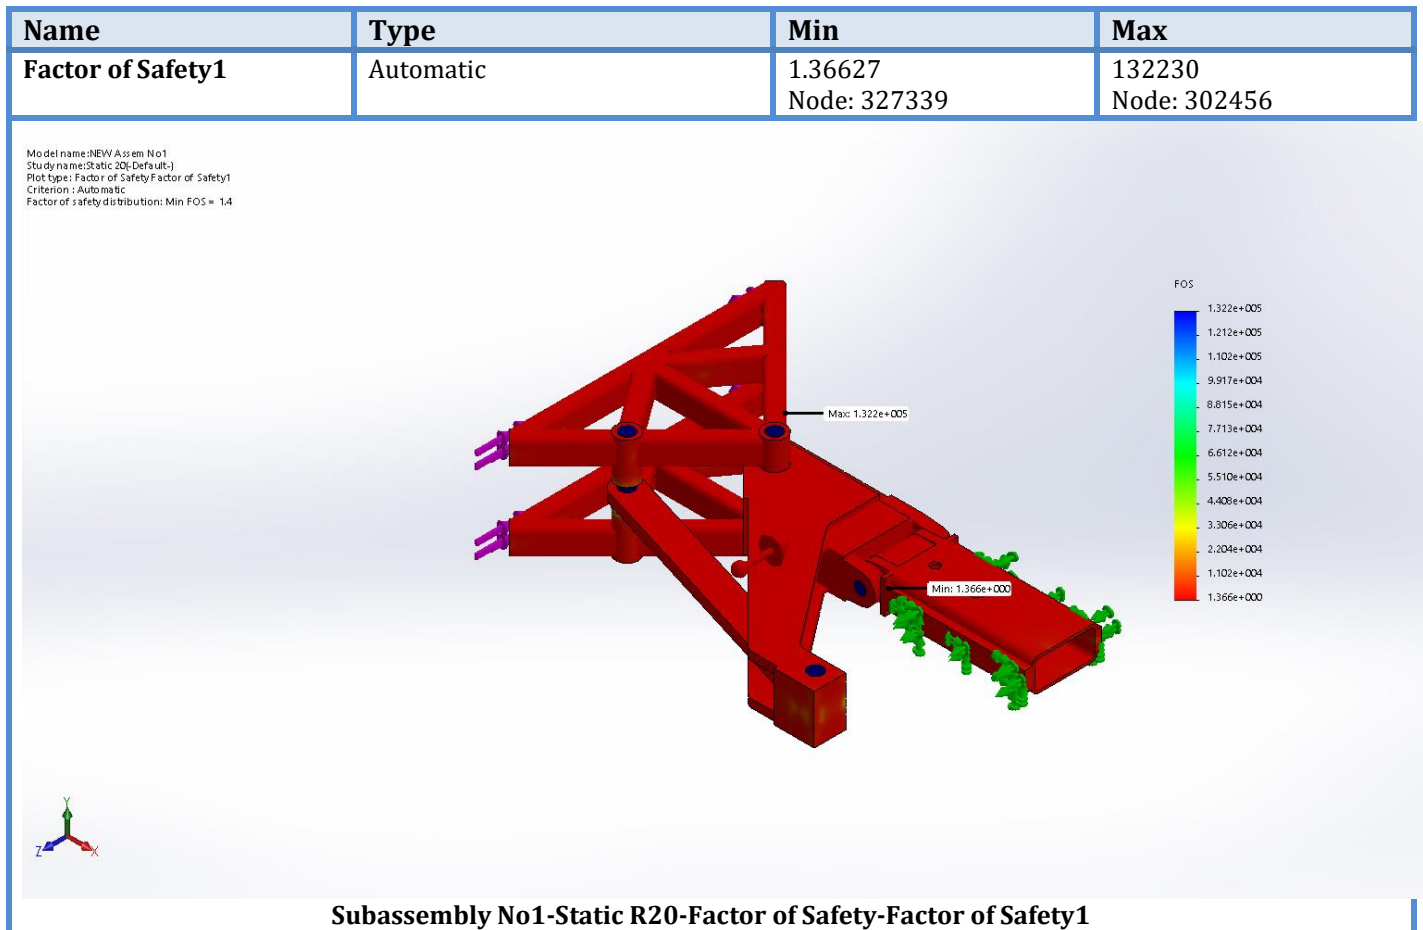 Name Type Min Max
Factor of Safety1 Automatic 1.36627 132230
Node: 327339 Node: 302456
Model name:NEW Assem No1
Study name:Static 20(-Default-)
Plot type: Factor of Safety Factor of Safety1
Criterion : Automatic
Factor of safety distribution: Min FOS = 1.4
FOS
1.322e+005
1.212e+005
1.102e+005
9.917e+004
8.815e+004
7.713e+004
6.612e+004
5.510e+004
4.408e+004
3.306e+004
2.204e+004
1.102e+004
1.366e+000
Max: 1.322e+005
Min: 1.366e+000
Y
Z
X
Subassembly No1-Static R20-Factor of Safety-Factor of Safety1